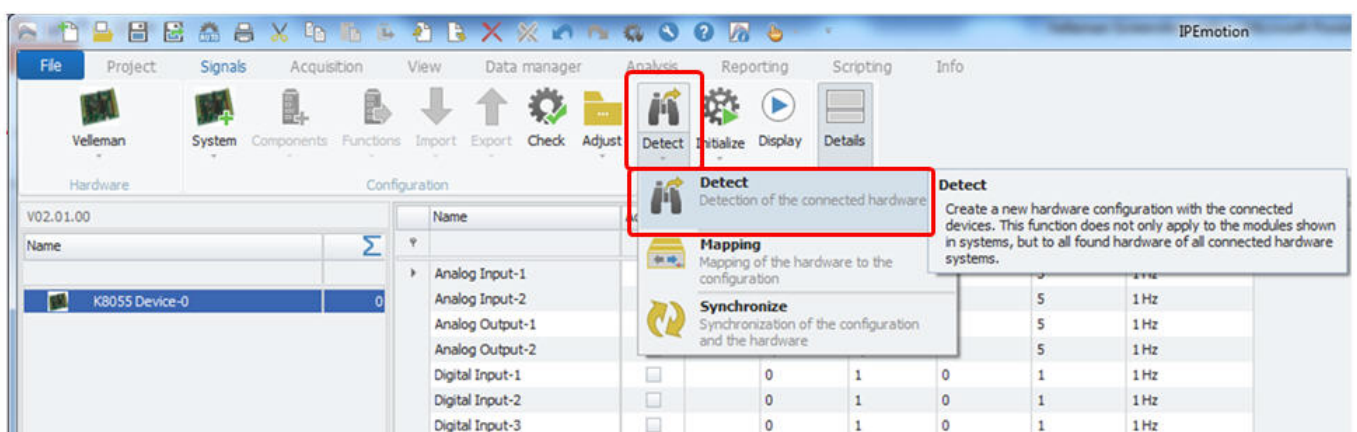 IPEmotion
File Project Signals Acquisition View Data manager Analysis Reporting Scripting Info
Velleman System Components Functions Import Export Check Adjust Detect Initialize Display Details
Hardware Configuration
V02.01.00
Name
K8055 Device-0 0
Name
Analog Input-1 5 1 Hz
Analog Input-2 5 1 Hz
Analog Output-1 5 1 Hz
Analog Output-2 5 1 Hz
Digital Input-1 0 1 0 1 1 Hz
Digital Input-2 0 1 0 1 1 Hz
Digital Input-3 0 1 0 1 1 Hz
Detect
Detection of the connected hardware
Mapping
Mapping of the hardware to the
configuration
Synchronize
Synchronization of the configuration
and the hardware
Detect
Create a new hardware configuration with the connected
devices. This function does not only apply to the modules shown
in systems, but to all found hardware of all connected hardware
systems.